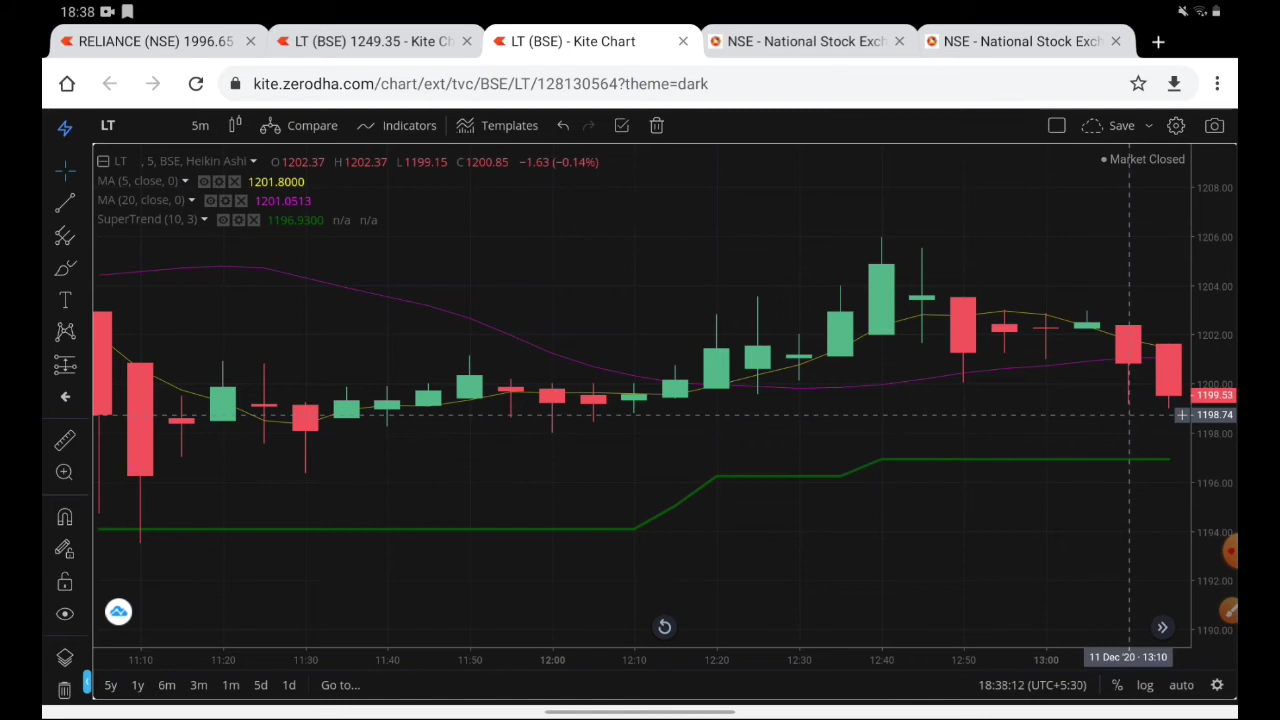 18:38
RELIANCE (NSE) 1996.65
LT (BSE) 1249.35 - Kite C
LT (BSE) - Kite Chart
NSE - National Stock Exch
NSE - National Stock Exch
kite.zerodha.com/chart/ext/tvc/BSE/LT/128130564?theme=dark
LT 5m Compare Indicators Templates Save
LT , 5, BSE, Heikin Ashi O1202.37 H1202.37 L1199.15 C1200.85 −1.63 (−0.14%)
Market Closed
MA (5, close, 0) 1201.8000
MA (20, close, 0) 1201.0513
SuperTrend (10, 3) 1196.9300 n/a n/a
1208.00
1206.00
1204.00
1202.00
1200.00
1199.53
1198.74
1198.00
1196.00
1194.00
1192.00
1190.00
11:10 11:20 11:30 11:40 11:50 12:00 12:10 12:20 12:30 12:40 12:50 13:00 11 Dec '20 - 13:10
5y 1y 6m 3m 1m 5d 1d Go to... 18:38:12 (UTC+5:30) % log auto